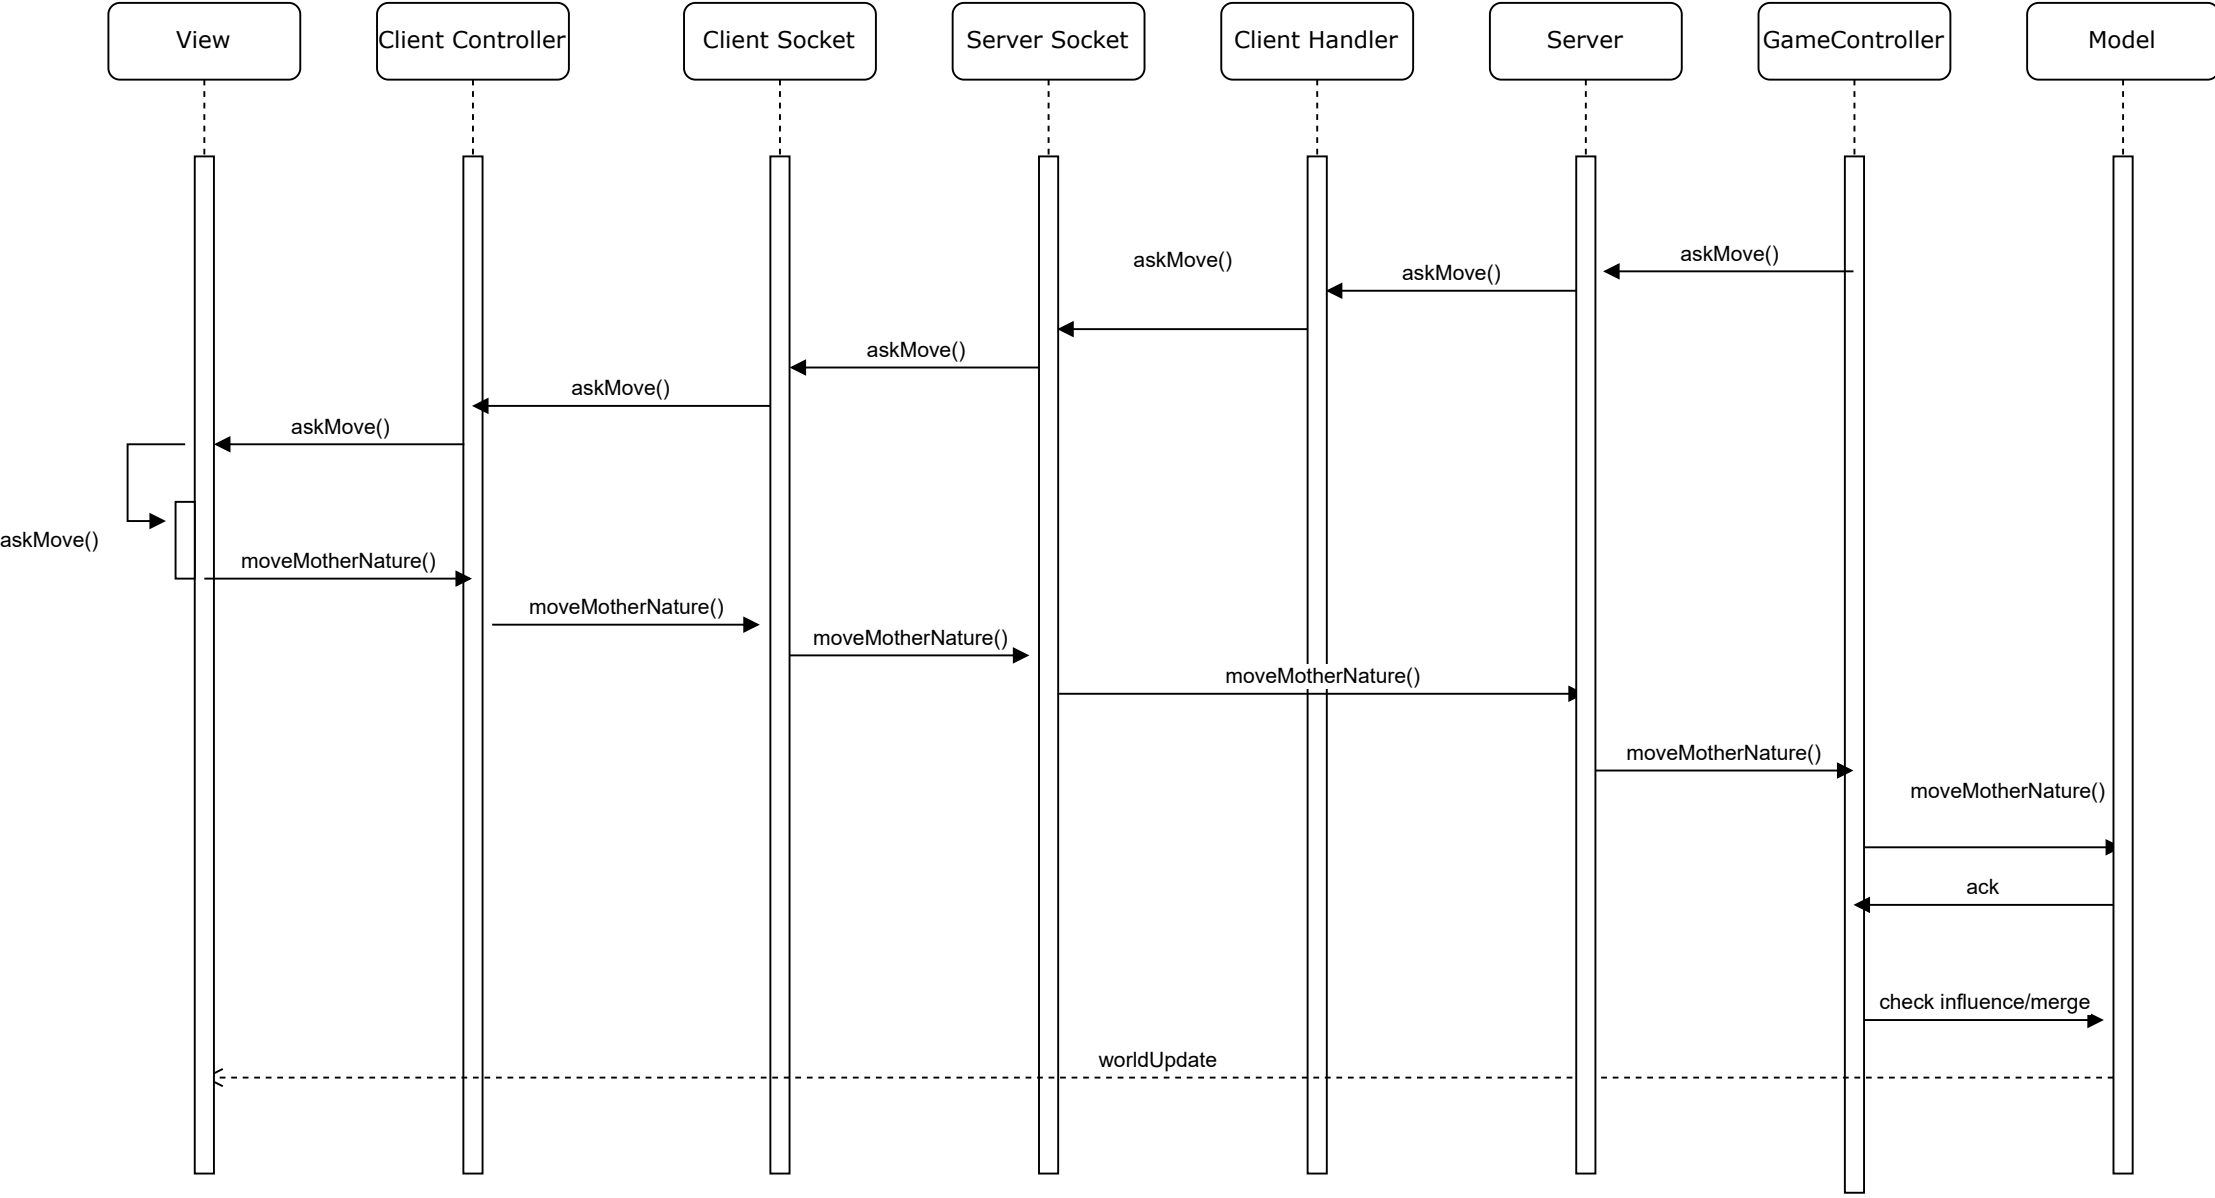 View
Client Controller
Client Socket
Server Socket
Client Handler
Server
GameController
Model
askMove()
askMove()
askMove()
askMove()
askMove()
askMove()
askMove()
moveMotherNature()
moveMotherNature()
moveMotherNature()
moveMotherNature()
moveMotherNature()
moveMotherNature()
ack
check influence/merge
worldUpdate